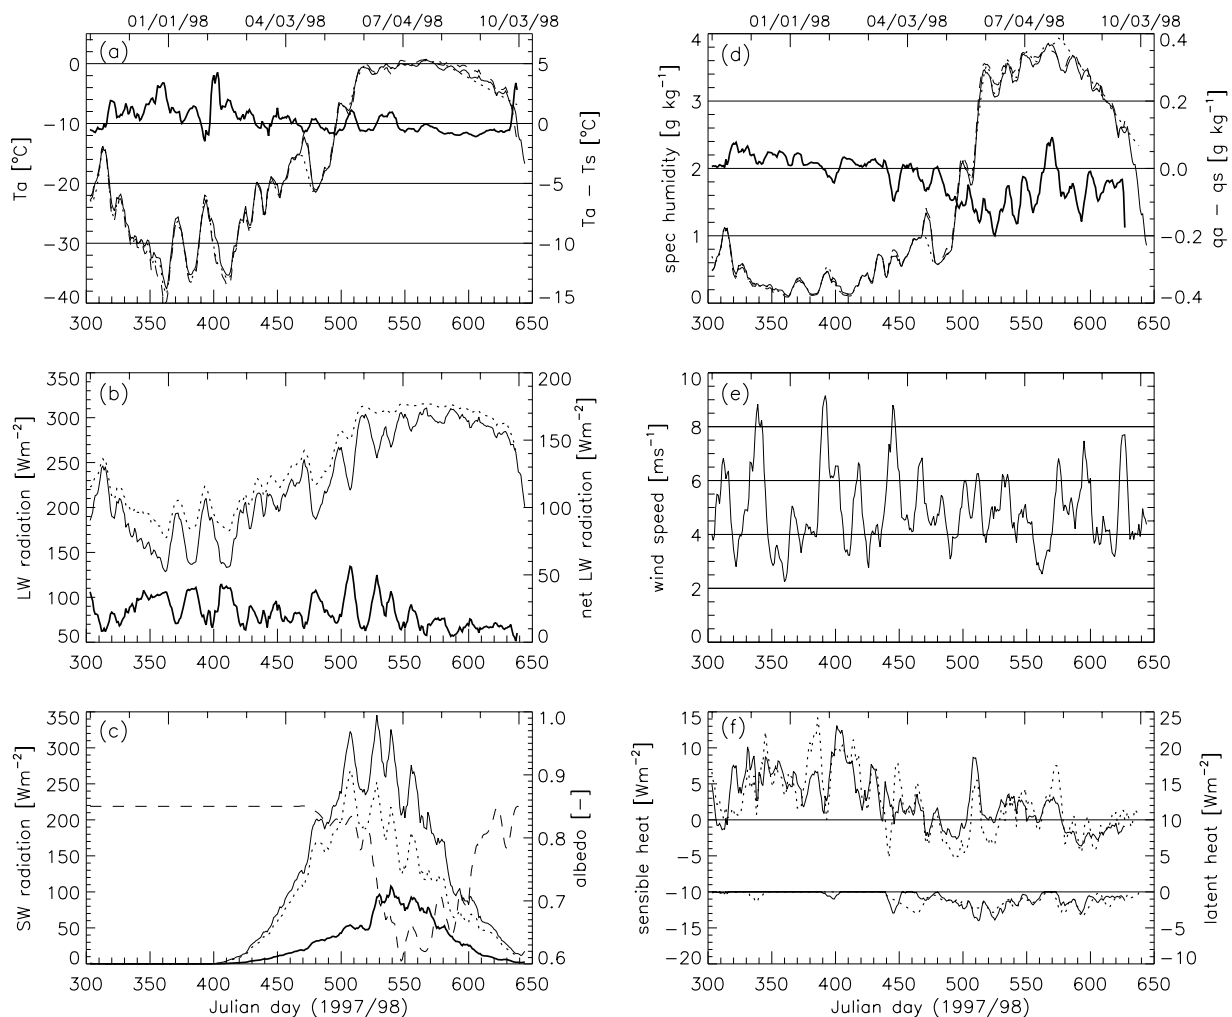 01/01/98 04/03/98 07/04/98 10/03/98
(a)
0 −10 −20 −30 −40
Ta [°C]
5 0 −5 −10 −15
Ta − Ts [°C]
300 350 400 450 500 550 600 650
01/01/98 04/03/98 07/04/98 10/03/98
(d)
4 3 2 1 0
spec humidity [g kg⁻¹]
0.4 0.2 0.0 −0.2 −0.4
qa − qs [g kg⁻¹]
300 350 400 450 500 550 600 650
(b)
350 300 250 200 150 100 50
LW radiation [Wm⁻²]
200 150 100 50 0
net LW radiation [Wm⁻²]
300 350 400 450 500 550 600 650
(e)
10 8 6 4 2 0
wind speed [ms⁻¹]
300 350 400 450 500 550 600 650
(c)
350 300 250 200 150 100 50 0
SW radiation [Wm⁻²]
1.0 0.9 0.8 0.7 0.6
albedo [−]
300 350 400 450 500 550 600 650
Julian day (1997/98)
(f)
15 10 5 0 −5 −10 −15 −20
sensible heat [Wm⁻²]
25 20 15 10 5 0 −5 −10
latent heat [Wm⁻²]
300 350 400 450 500 550 600 650
Julian day (1997/98)